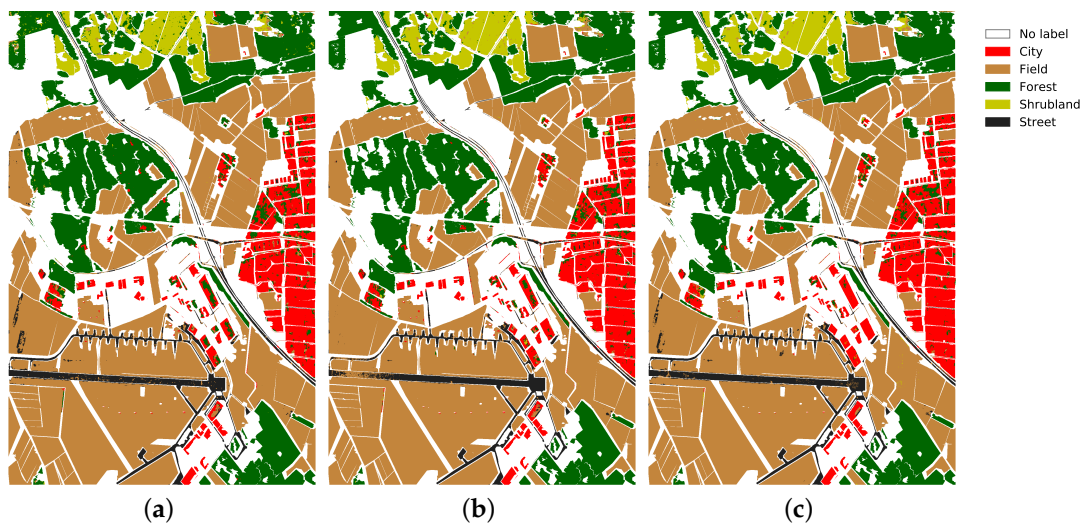 No label
City
Field
Forest
Shrubland
Street
(a) (b) (c)